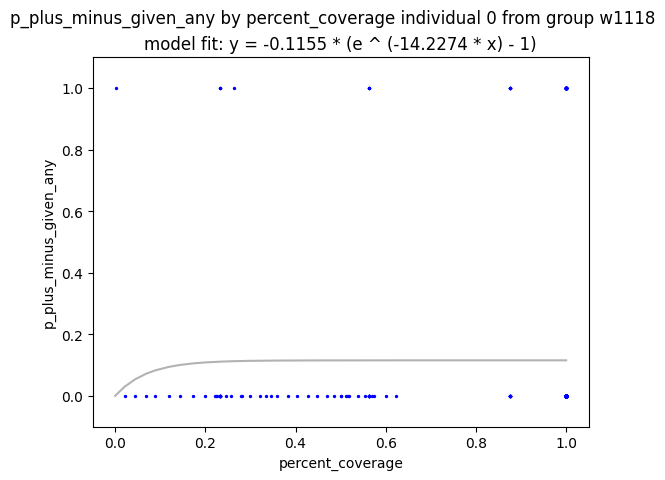 p_plus_minus_given_any by percent_coverage individual 0 from group w1118
model fit: y = -0.1155 * (e ^ (-14.2274 * x) - 1)
1.0
0.8
0.6
0.4
0.2
0.0
p_plus_minus_given_any
0.0 0.2 0.4 0.6 0.8 1.0
percent_coverage